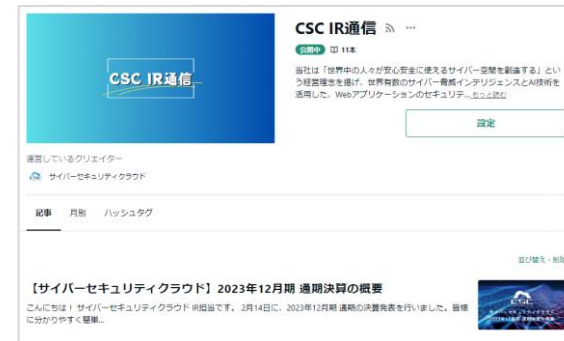 CSC IR通信
CSC IR通信
公開中 11本
当社は「世界中の人々が安心安全に使えるサイバー空間を創造する」とい
う経営理念を掲げ、世界有数のサイバー脅威インテリジェンスとAI技術を
活用した、Webアプリケーションのセキュリテ... もっと読む
設定
運営しているクリエイター
サイバーセキュリティクラウド
記事 月別 ハッシュタグ
並び替え・削除
【サイバーセキュリティクラウド】2023年12月期 通期決算の概要
こんにちは！ サイバーセキュリティクラウド IR担当です。 2月14日に、2023年12月期 通期の決算発表を行いました。皆様
に分かりやすく簡単...
CSC